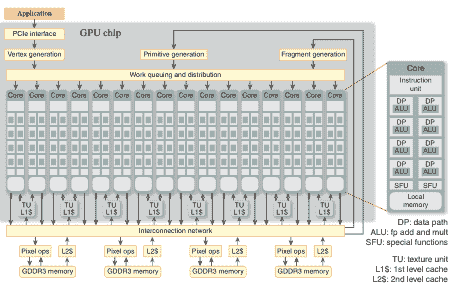 Application
PCIe interface
GPU chip
Vertex generation
Primitive generation
Fragment generation
Work queuing and distribution
Core Core Core Core Core Core Core Core Core Core Core Core Core Core Core Core
TU TU TU TU TU TU TU TU
L1$ L1$ L1$ L1$ L1$ L1$ L1$ L1$
Interconnection network
Pixel ops L2$ Pixel ops L2$ Pixel ops L2$ Pixel ops L2$
GDDR3 memory GDDR3 memory GDDR3 memory GDDR3 memory
Core
Instruction
unit
DP DP
ALU ALU
DP DP
ALU ALU
DP DP
ALU ALU
DP DP
ALU ALU
SFU SFU
Local
memory
DP: data path
ALU: fp add and mult
SFU: special functions
TU: texture unit
L1$: 1st level cache
L2$: 2nd level cache